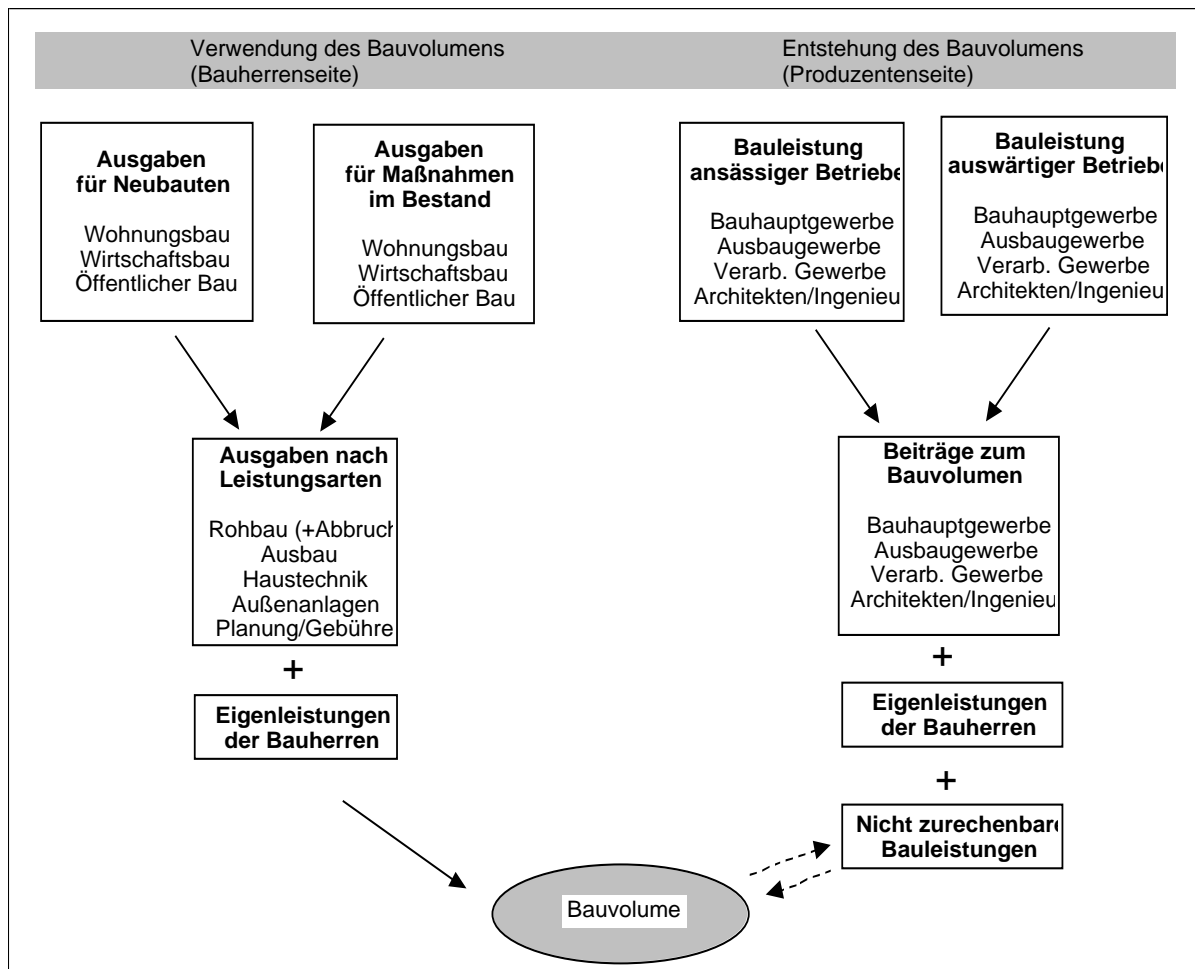 Verwendung des Bauvolumens
(Bauherrenseite)
Entstehung des Bauvolumens
(Produzentenseite)
Ausgaben
für Neubauten
Wohnungsbau
Wirtschaftsbau
Öffentlicher Bau
Ausgaben
für Maßnahmen
im Bestand
Wohnungsbau
Wirtschaftsbau
Öffentlicher Bau
Bauleistung
ansässiger Betriebe
Bauhauptgewerbe
Ausbaugewerbe
Verarb. Gewerbe
Architekten/Ingenieu
Bauleistung
auswärtiger Betriebe
Bauhauptgewerbe
Ausbaugewerbe
Verarb. Gewerbe
Architekten/Ingenieu
Ausgaben nach
Leistungsarten
Rohbau (+Abbruch
Ausbau
Haustechnik
Außenanlagen
Planung/Gebühre
+
Eigenleistungen
der Bauherren
Beiträge zum
Bauvolumen
Bauhauptgewerbe
Ausbaugewerbe
Verarb. Gewerbe
Architekten/Ingenieu
+
Eigenleistungen
der Bauherren
+
Nicht zurechenbare
Bauleistungen
Bauvolume